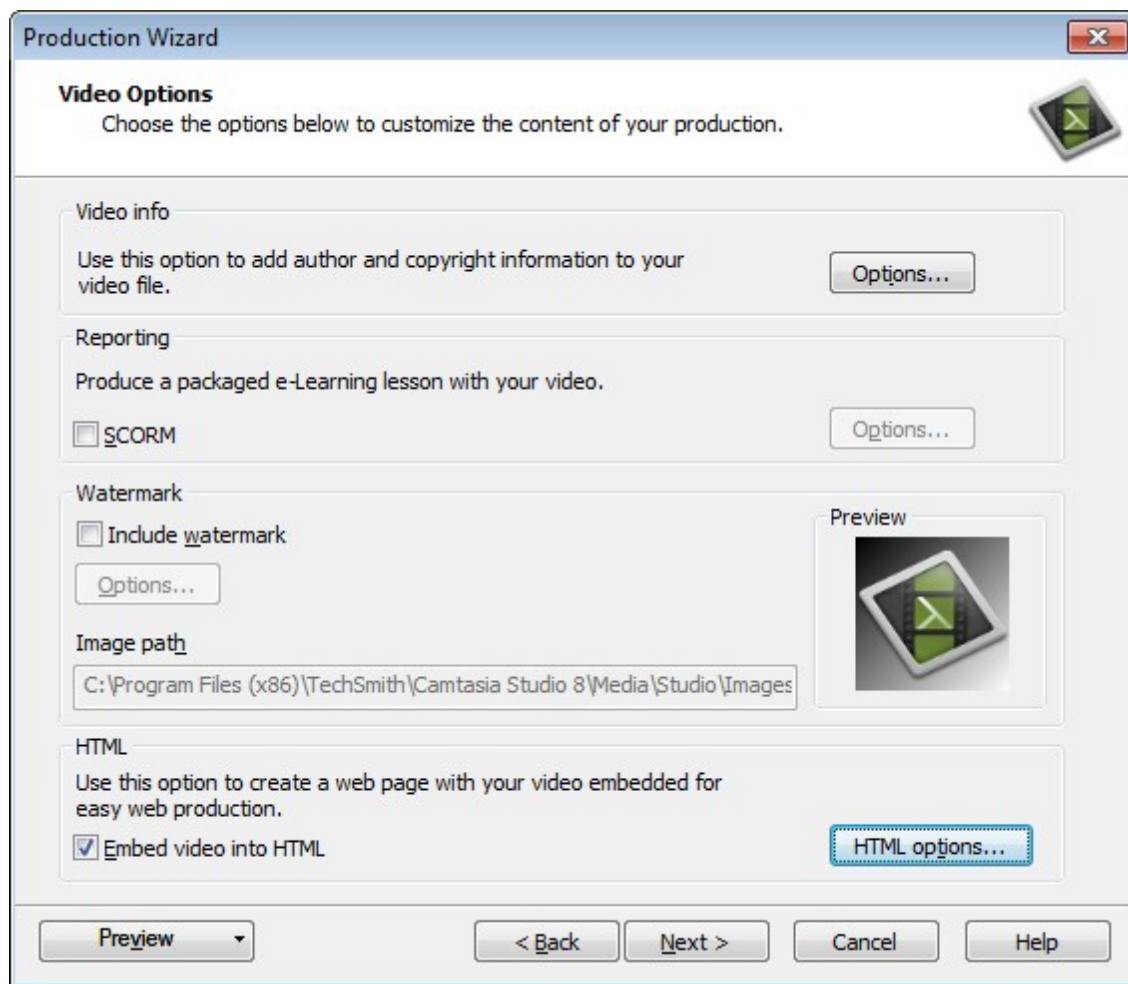 Production Wizard
Video Options
Choose the options below to customize the content of your production.
Video info
Use this option to add author and copyright information to your
video file.
Options...
Reporting
Produce a packaged e-Learning lesson with your video.
SCORM
Options...
Watermark
Include watermark
Options...
Preview
Image path
C:\Program Files (x86)\TechSmith\Camtasia Studio 8\Media\Studio\Images
HTML
Use this option to create a web page with your video embedded for
easy web production.
Embed video into HTML
HTML options...
Preview
< Back
Next >
Cancel
Help